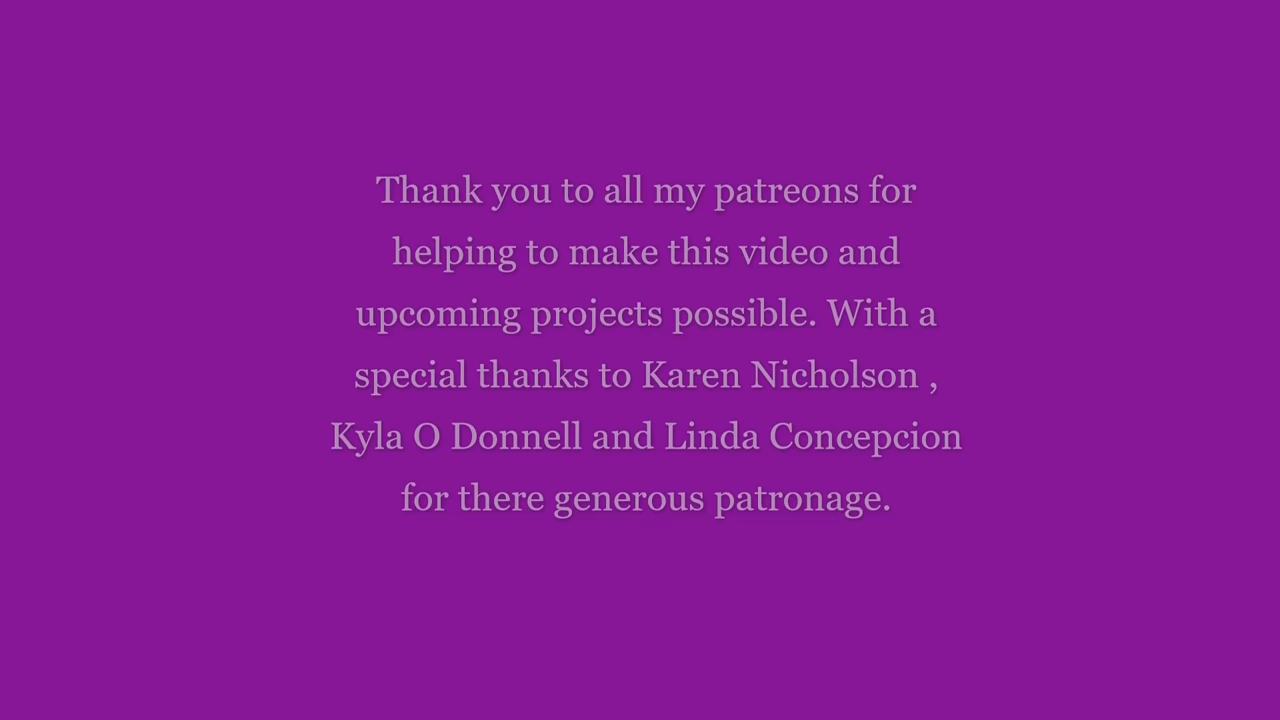 Thank you to all my patreons for
helping to make this video and
upcoming projects possible. With a
special thanks to Karen Nicholson ,
Kyla O Donnell and Linda Concepcion
for there generous patronage.